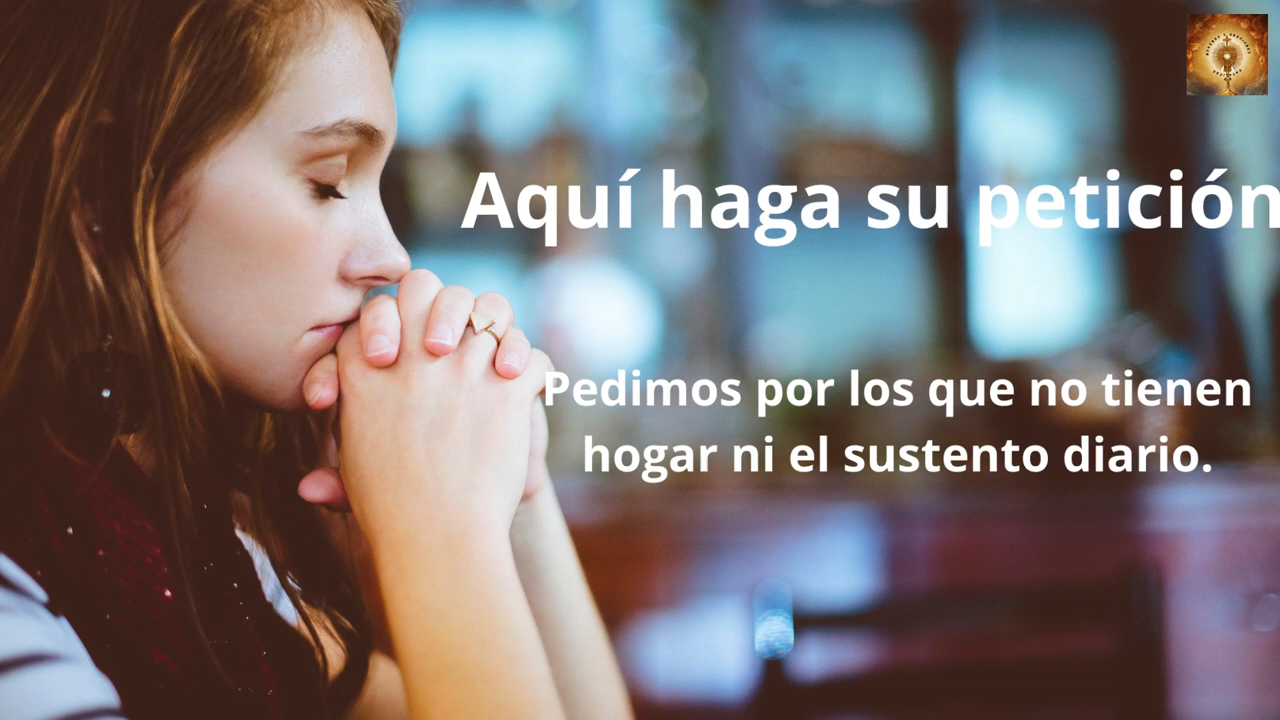 Aquí haga su petición
Pedimos por los que no tienen
hogar ni el sustento diario.